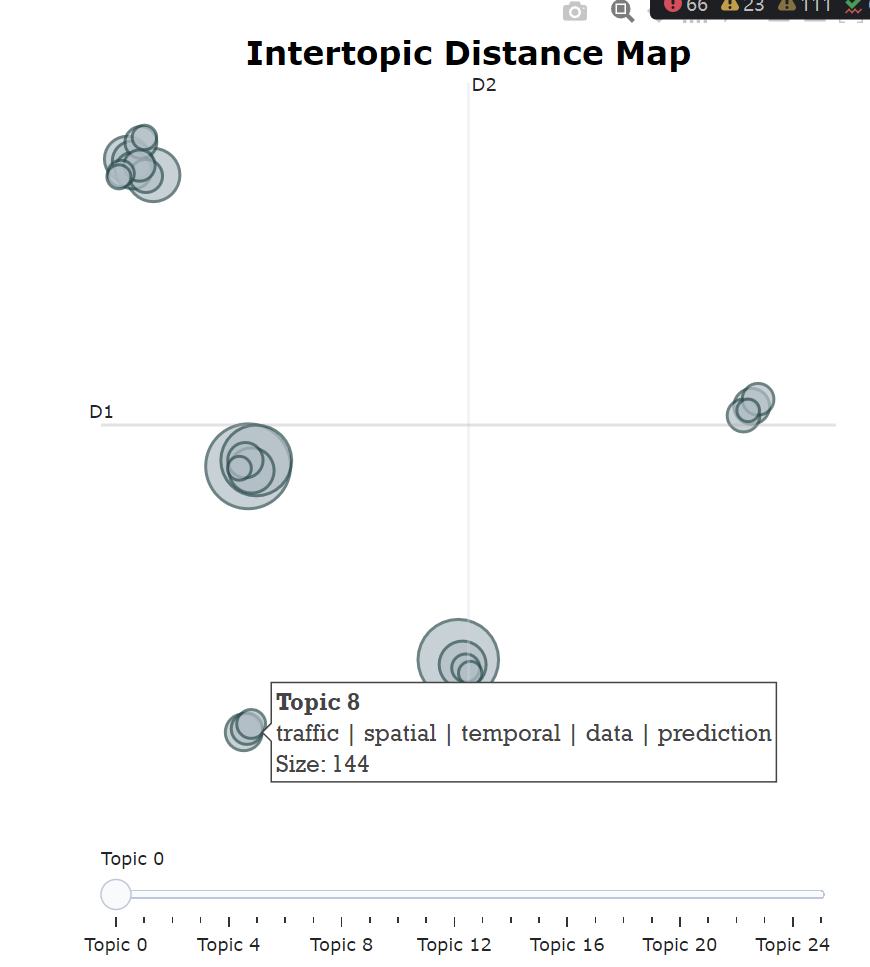 66 23 111
Intertopic Distance Map
D2
D1
Topic 8
traffic | spatial | temporal | data | prediction
Size: 144
Topic 0
Topic 0 Topic 4 Topic 8 Topic 12 Topic 16 Topic 20 Topic 24